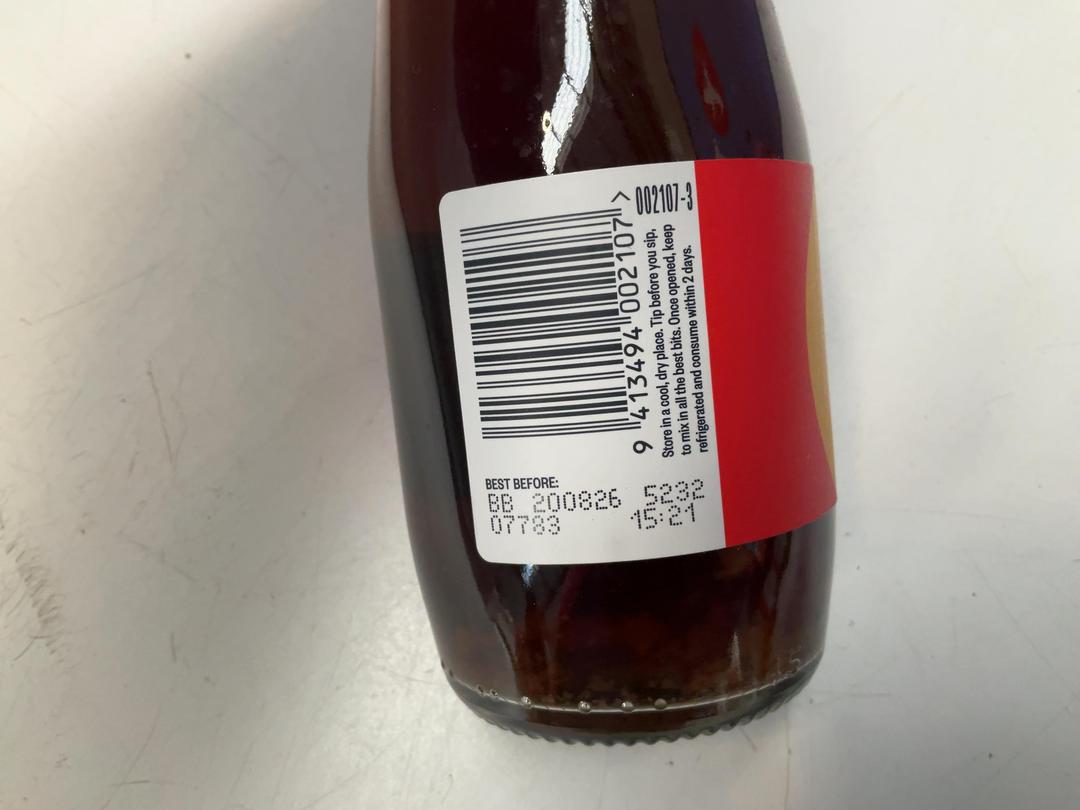 002107-3
9 413494 002107 >
Store in a cool, dry place. Tip before you sip,
to mix in all the best bits. Once opened, keep
refrigerated and consume within 2 days.
BEST BEFORE:
BB 200826 5232
07783 15:21